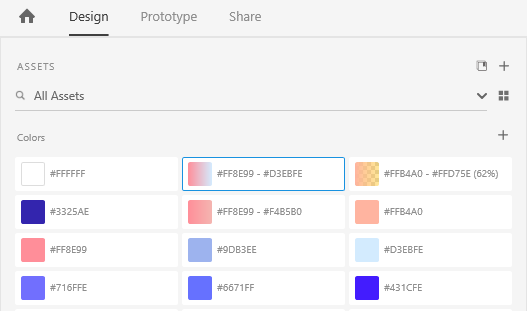 Design Prototype Share
ASSETS
All Assets
Colors
#FFFFFF #FF8E99 - #D3EBFE #FFB4A0 - #FFD75E (62%)
#3325AE #FF8E99 - #F4B5B0 #FFB4A0
#FF8E99 #9DB3EE #D3EBFE
#716FFE #6671FF #431CFE